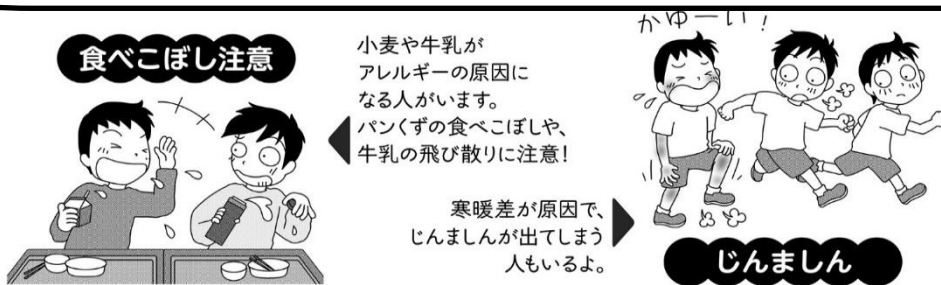 食べこぼし注意
小麦や牛乳が
アレルギーの原因に
なる人がいます。
パンくずの食べこぼしや、
牛乳の飛び散りに注意!
かゆーい!
寒暖差が原因で、
じんましんが出てしまう
人もいるよ。
じんましん